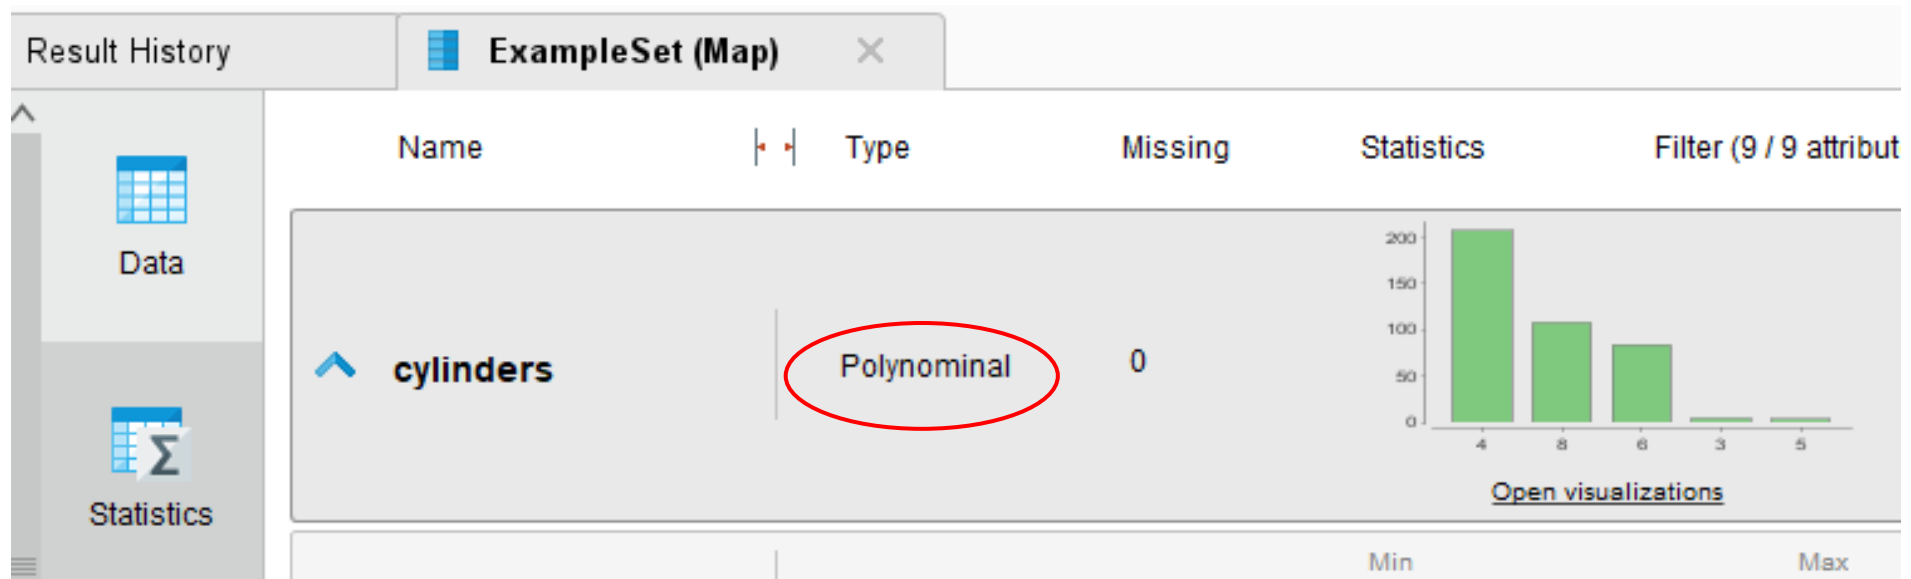 Result History
ExampleSet (Map)
Name
Type
Missing
Statistics
Filter (9 / 9 attribut
Data
Statistics
cylinders
Polynominal
0
200
150
100
50
0
4 8 6 3 5
Open visualizations
Min
Max